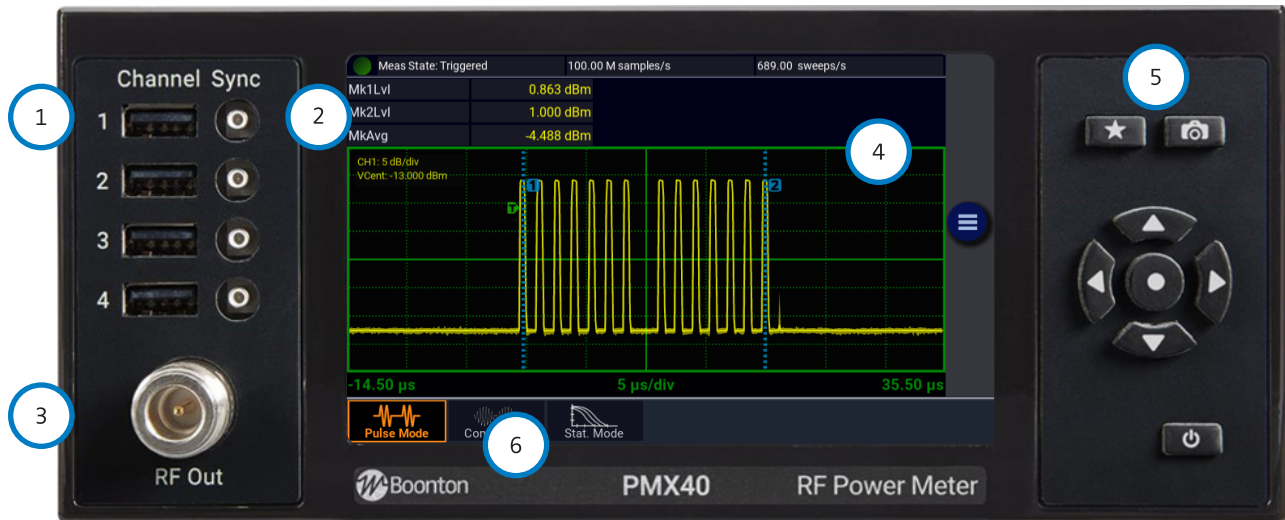 Channel Sync
1
2
3
4
RF Out
1
2
3
4
5
6
Meas State: Triggered 100.00 M samples/s 689.00 sweeps/s
Mk1Lvl 0.863 dBm
Mk2Lvl 1.000 dBm
MkAvg -4.488 dBm
CH1: 5 dB/div
VCent: -13.000 dBm
1 2
T
-14.50 µs 5 µs/div 35.50 µs
Pulse Mode Stat. Mode
Boonton PMX40 RF Power Meter